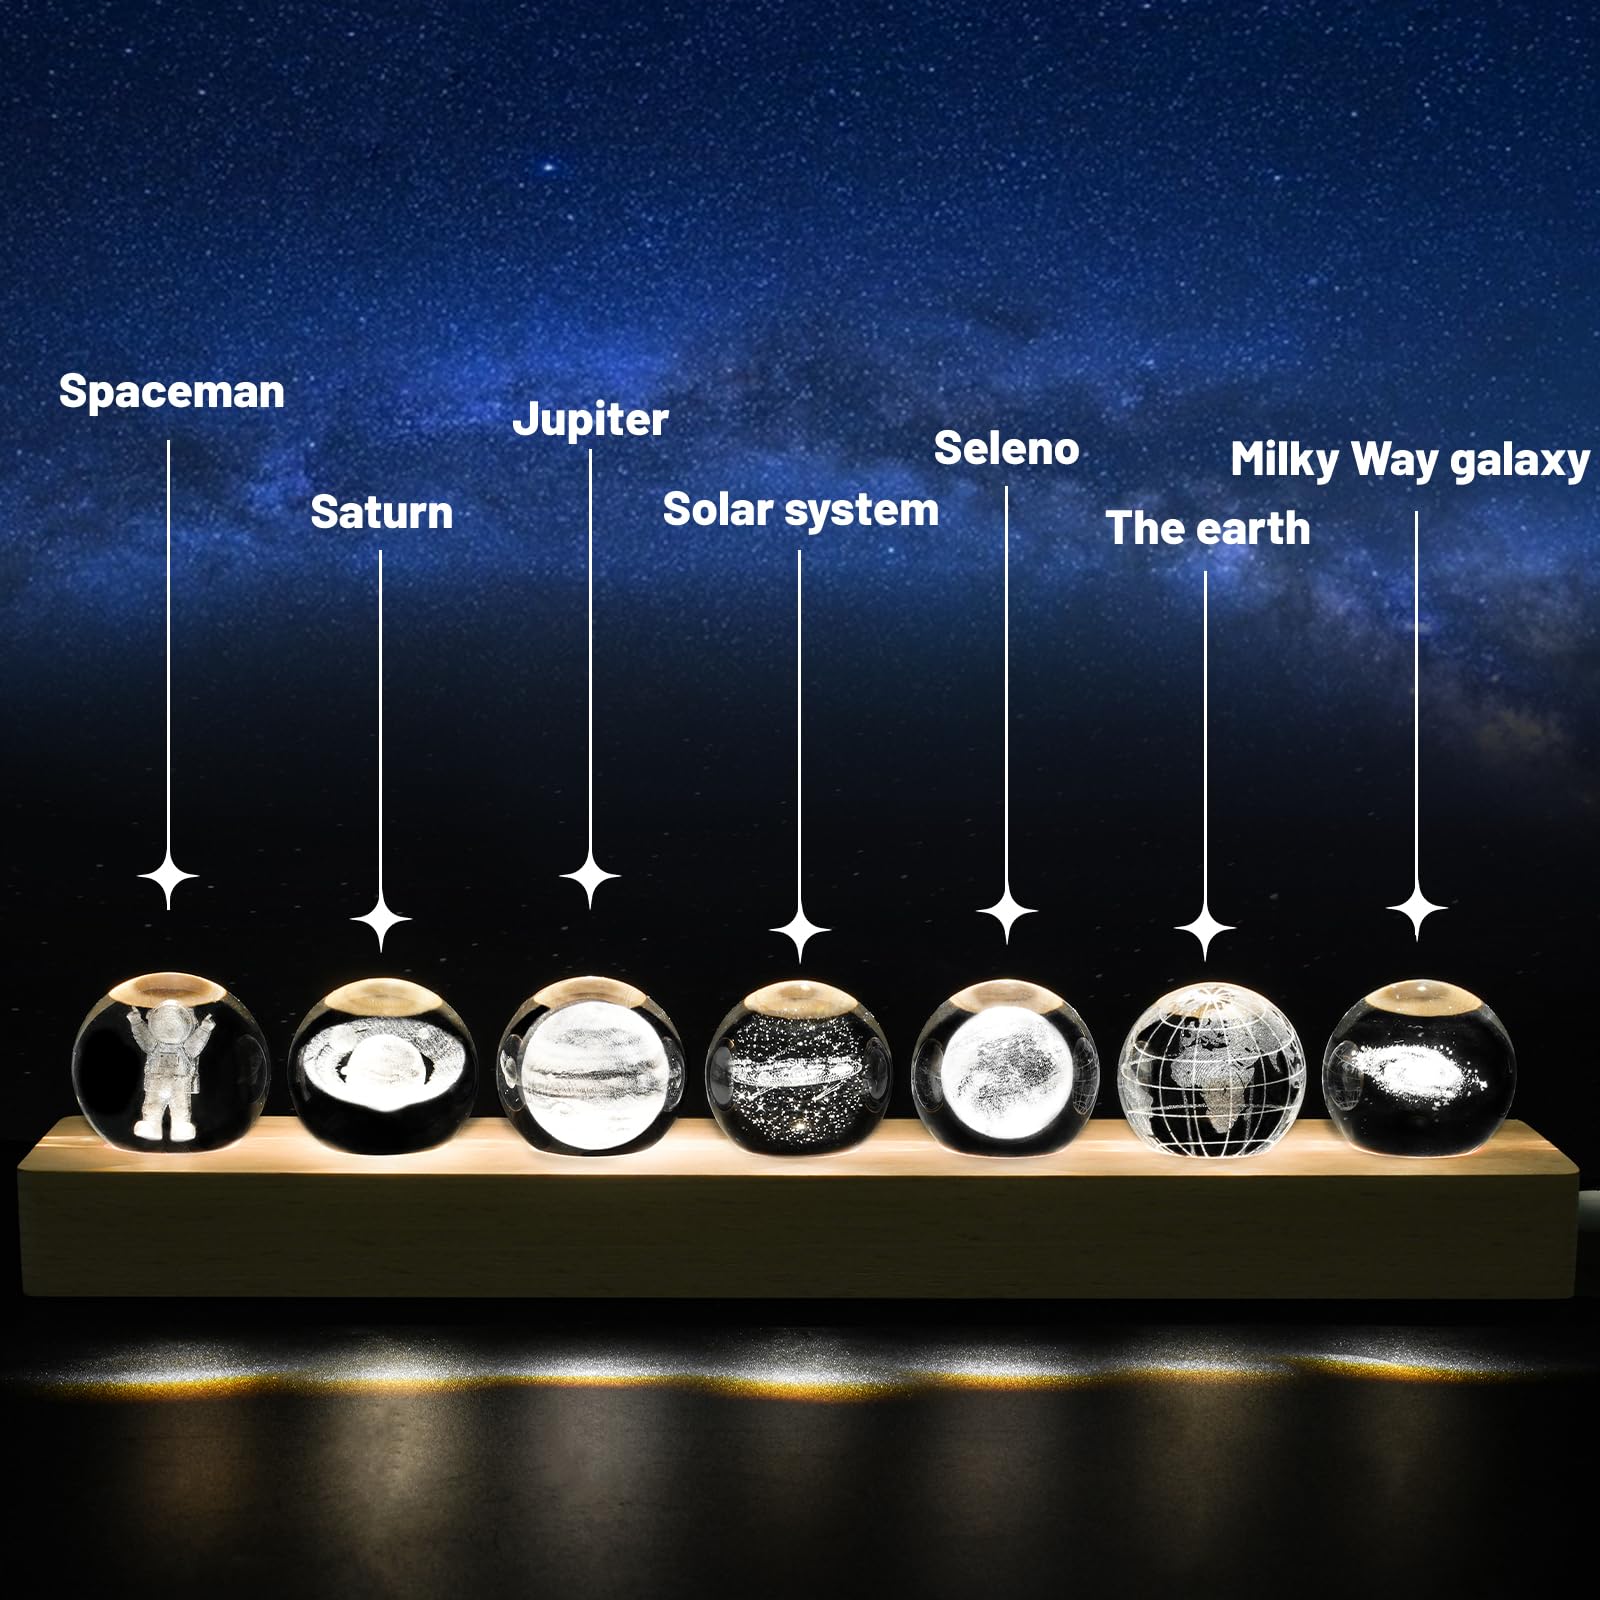 Spaceman
Saturn
Jupiter
Solar system
Seleno
The earth
Milky Way galaxy